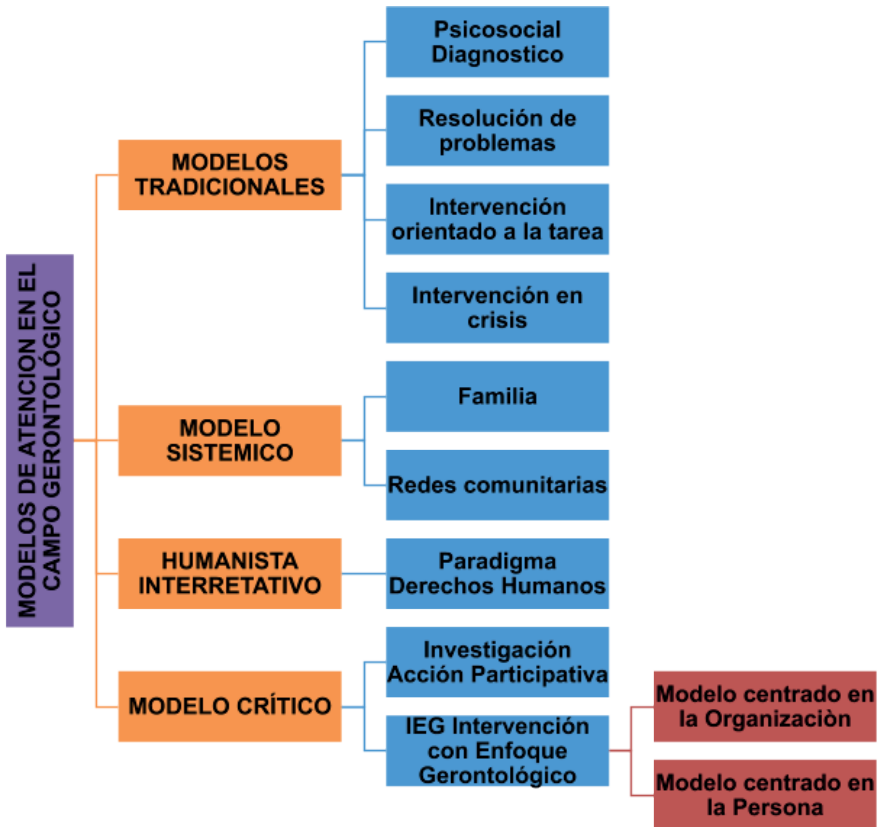 MODELOS DE ATENCION EN EL
CAMPO GERONTOLÓGICO
MODELOS
TRADICIONALES
Psicosocial
Diagnostico
Resolución de
problemas
Intervención
orientado a la tarea
Intervención en
crisis
MODELO
SISTEMICO
Familia
Redes comunitarias
HUMANISTA
INTERRETATIVO
Paradigma
Derechos Humanos
MODELO CRÍTICO
Investigación
Acción Participativa
IEG Intervención
con Enfoque
Gerontológico
Modelo centrado en
la Organizaciòn
Modelo centrado en
la Persona